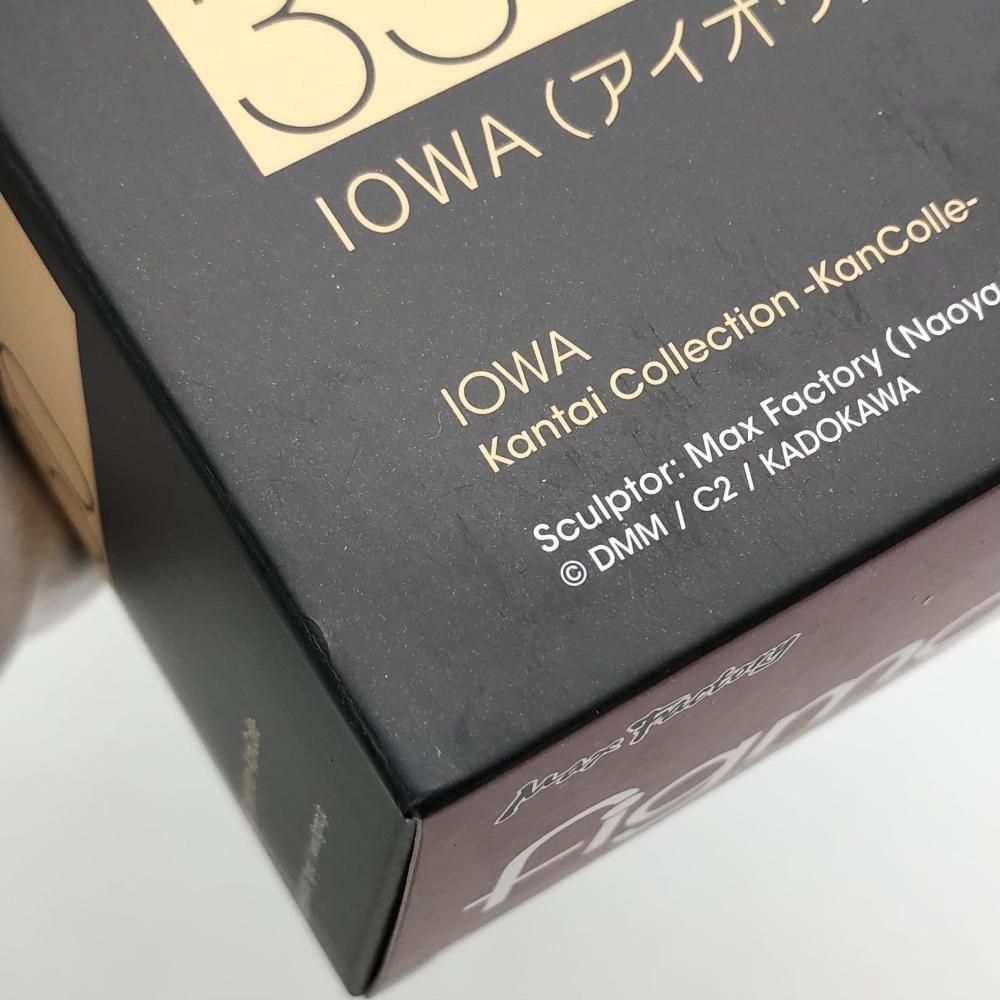 33
IOWA (アイオワ
IOWA
Kantai Collection -KanColle-
Sculptor: Max Factory (Naoya
© DMM / C2 / KADOKAWA
Max Factory
figma